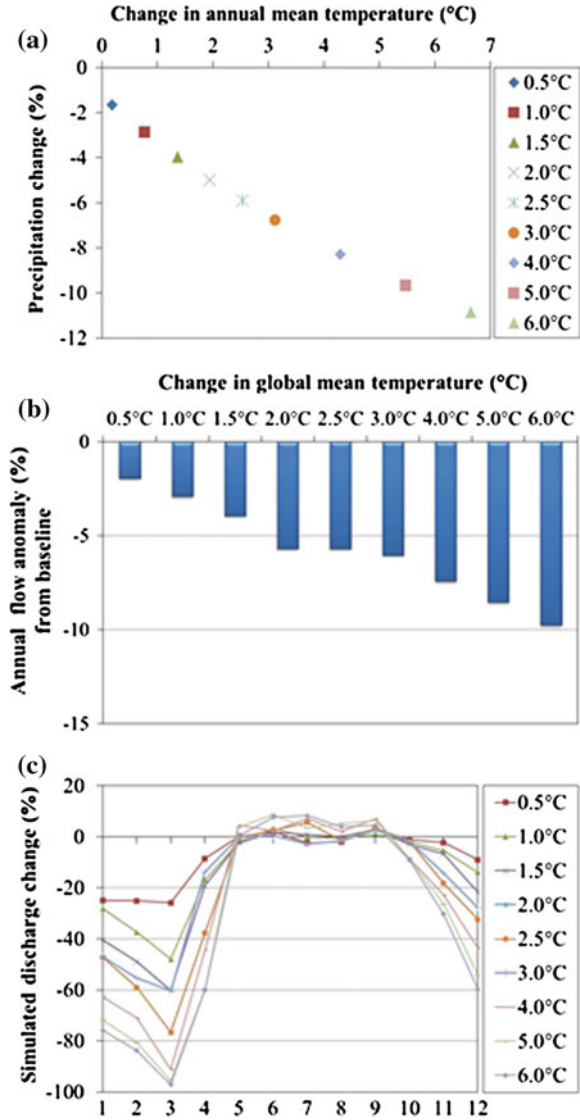 Change in annual mean temperature (°C)
(a)
0 1 2 3 4 5 6 7
0
-2
-4
-6
-8
-10
-12
Precipitation change (%)
0.5°C
1.0°C
1.5°C
2.0°C
2.5°C
3.0°C
4.0°C
5.0°C
6.0°C
Change in global mean temperature (°C)
(b)
0.5°C 1.0°C 1.5°C 2.0°C 2.5°C 3.0°C 4.0°C 5.0°C 6.0°C
0
-5
-10
-15
Annual flow anomaly (%)
from baseline
(c)
20
0
-20
-40
-60
-80
-100
Simulated discharge change (%)
1 2 3 4 5 6 7 8 9 10 11 12
0.5°C
1.0°C
1.5°C
2.0°C
2.5°C
3.0°C
4.0°C
5.0°C
6.0°C